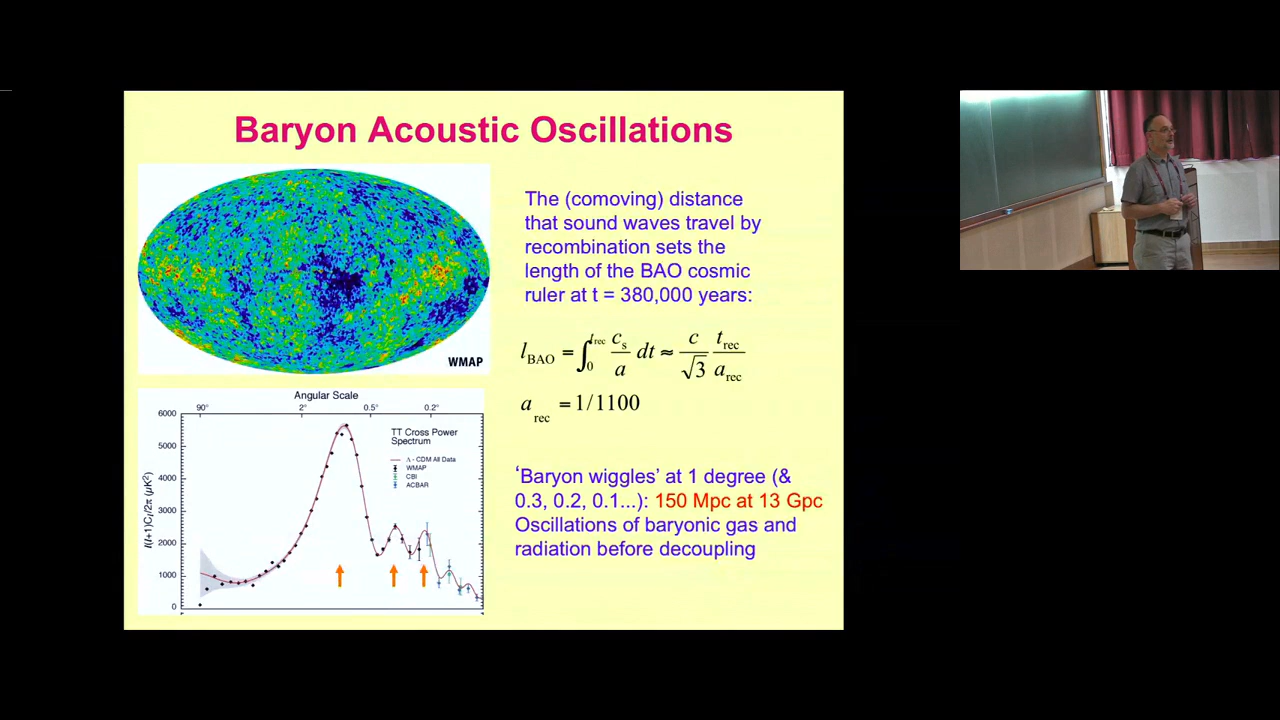 Baryon Acoustic Oscillations
WMAP
The (comoving) distance
that sound waves travel by
recombination sets the
length of the BAO cosmic
ruler at t = 380,000 years:
l_BAO = ∫_0^{t_rec} c_s/a dt ≈ c/√3 t_rec/a_rec
a_rec = 1/1100
‘Baryon wiggles’ at 1 degree (&
0.3, 0.2, 0.1...): 150 Mpc at 13 Gpc
Oscillations of baryonic gas and
radiation before decoupling
Angular Scale
90° 2° 0.5° 0.2°
6000
5000
4000
3000
2000
1000
0
l(l+1)C_l/2π (μK²)
TT Cross Power
Spectrum
Λ - CDM All Data
WMAP
CBI
ACBAR